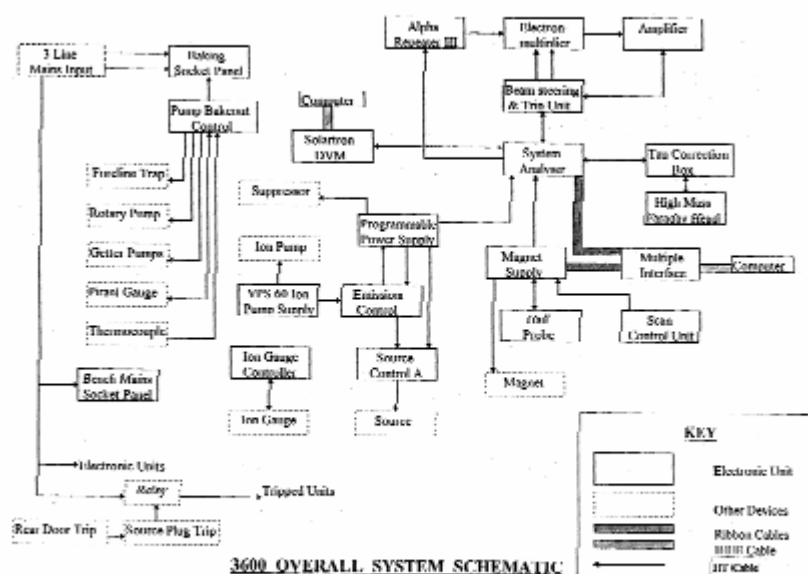 3 Line
Mains Input
Baking
Socket Panel
Pump Bakeout
Control
Foreline Trap
Rotary Pump
Getter Pumps
Pirani Gauge
Thermocouple
Bench Mains
Socket Panel
Electronic Units
Relay
Tripped Units
Rear Door Trip
Source Plug Trip
Alpha
Repeater III
Electron
multiplier
Amplifier
Beam steering
& Trip Unit
Computer
Solartron
DVM
System
Analyser
Correction
Box
High Mass
Faraday Head
Suppressor
Programmable
Power Supply
Ion Pump
VPS 60 Ion
Pump Supply
Emission
Control
Magnet
Supply
Multiple
Interface
Computer
Hall
Probe
Scan
Control Unit
Ion Gauge
Controller
Source
Control A
Magnet
Ion Gauge
Source
KEY
Electronic Unit
Other Devices
Ribbon Cables
Cable
HT Cable
3600 OVERALL SYSTEM SCHEMATIC